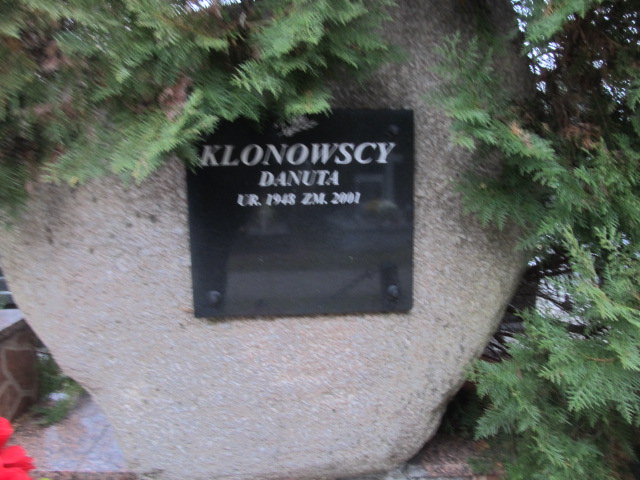 KLONOWSCY
DANUTA
UR. 1948 ZM. 2001